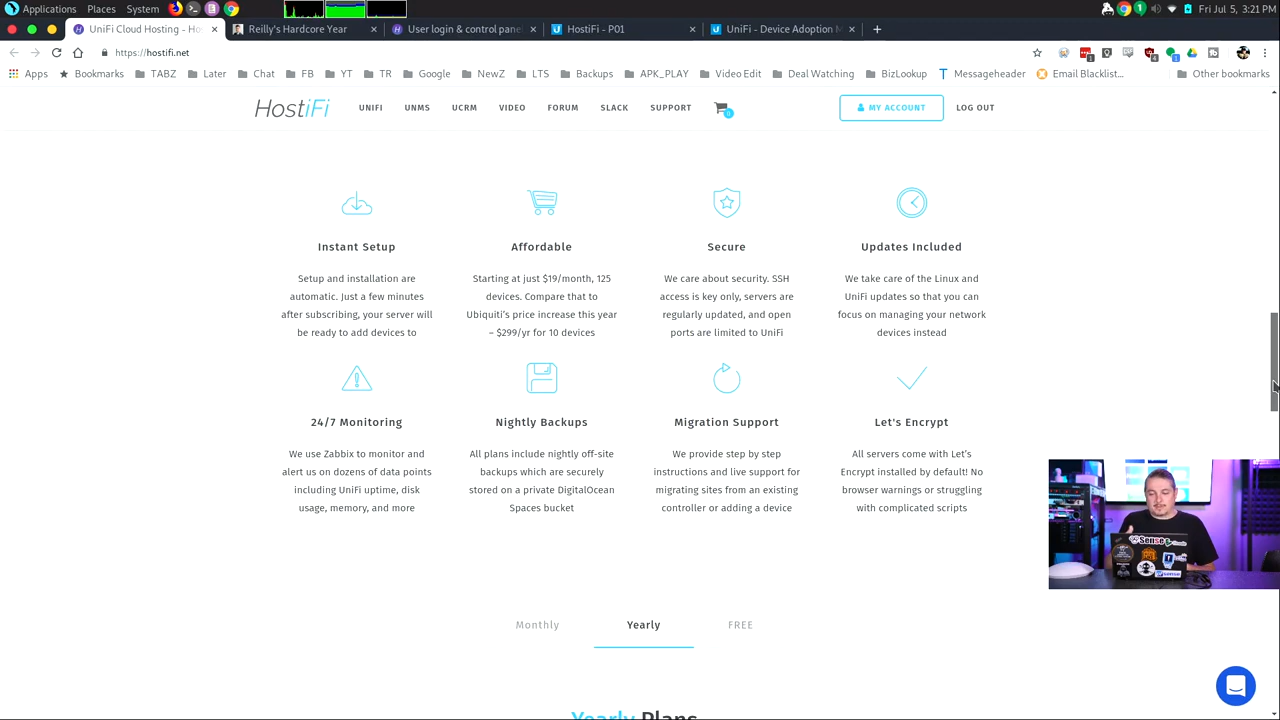 Applications Places System Fri Jul 5, 3:21 PM
UniFi Cloud Hosting - Ho Reilly's Hardcore Year User login & control pane HostiFi - P01 UniFi - Device Adoption M
https://hostifi.net
Apps Bookmarks TABZ Later Chat FB YT TR Google NewZ LTS Backups APK_PLAY Video Edit Deal Watching BizLookup Messageheader Email Blacklist... Other bookmarks
HostiFi UNIFI UNMS UCRM VIDEO FORUM SLACK SUPPORT 0 MY ACCOUNT LOG OUT
Instant Setup
Setup and installation are
automatic. Just a few minutes
after subscribing, your server will
be ready to add devices to
Affordable
Starting at just $19/month, 125
devices. Compare that to
Ubiquiti's price increase this year
– $299/yr for 10 devices
Secure
We care about security. SSH
access is key only, servers are
regularly updated, and open
ports are limited to UniFi
Updates Included
We take care of the Linux and
UniFi updates so that you can
focus on managing your network
devices instead
24/7 Monitoring
We use Zabbix to monitor and
alert us on dozens of data points
including UniFi uptime, disk
usage, memory, and more
Nightly Backups
All plans include nightly off-site
backups which are securely
stored on a private DigitalOcean
Spaces bucket
Migration Support
We provide step by step
instructions and live support for
migrating sites from an existing
controller or adding a device
Let's Encrypt
All servers come with Let's
Encrypt installed by default! No
browser warnings or struggling
with complicated scripts
Monthly Yearly FREE
Yearly Plans